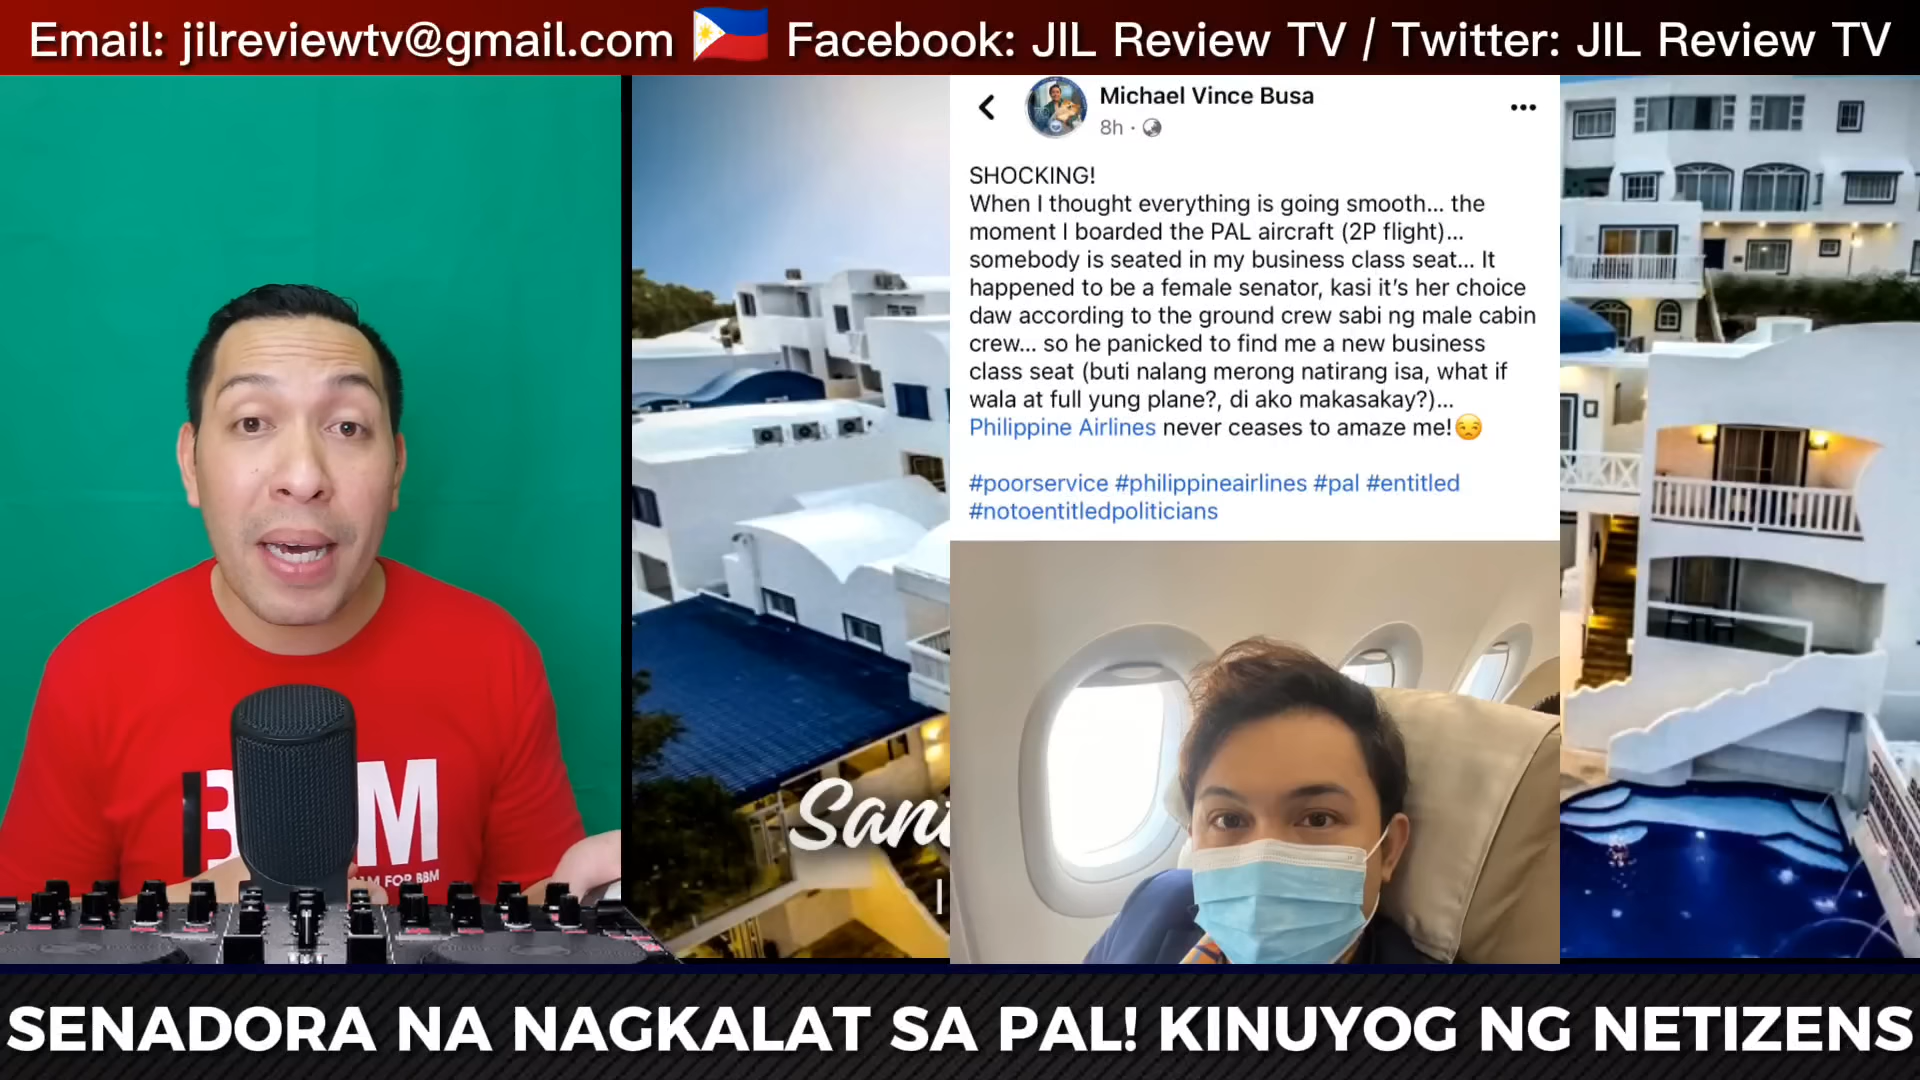 Email: jilreviewtv@gmail.com 🇵🇭 Facebook: JIL Review TV / Twitter: JIL Review TV
Michael Vince Busa
8h ·
SHOCKING!
When I thought everything is going smooth... the
moment I boarded the PAL aircraft (2P flight)...
somebody is seated in my business class seat... It
happened to be a female senator, kasi it's her choice
daw according to the ground crew sabi ng male cabin
crew... so he panicked to find me a new business
class seat (buti nalang merong natirang isa, what if
wala at full yung plane?, di ako makasakay?)...
Philippine Airlines never ceases to amaze me!😒
#poorservice #philippineairlines #pal #entitled
#notoentitledpoliticians
FOR BBM
SENADORA NA NAGKALAT SA PAL! KINUYOG NG NETIZENS